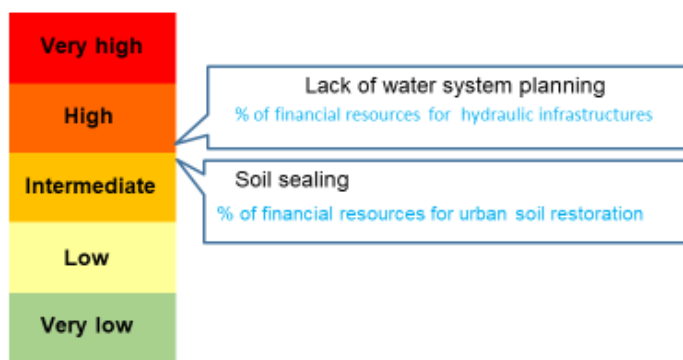 Very high
High
Intermediate
Low
Very low
Lack of water system planning
% of financial resources for hydraulic infrastructures
Soil sealing
% of financial resources for urban soil restoration